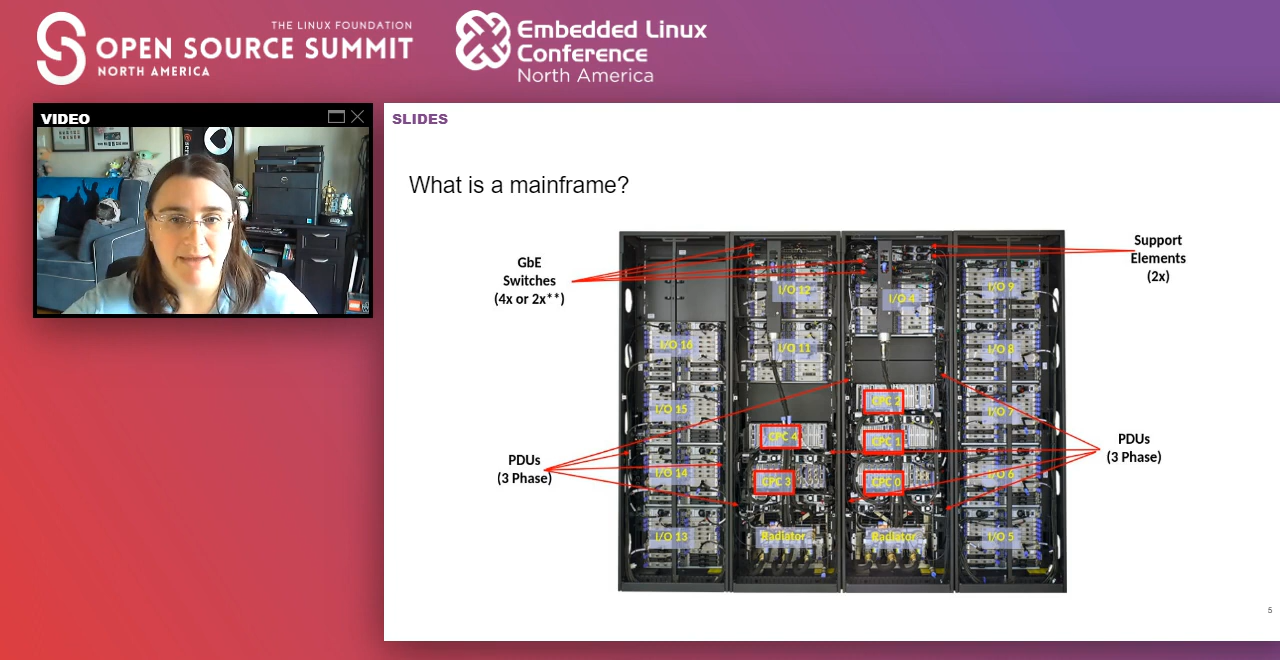 THE LINUX FOUNDATION
OPEN SOURCE SUMMIT
NORTH AMERICA
Embedded Linux
Conference
North America
VIDEO
SLIDES
What is a mainframe?
GbE
Switches
(4x or 2x**)
Support
Elements
(2x)
I/O 12
I/O 4
I/O 9
I/O 16
I/O 11
I/O 8
I/O 15
CPC 2
I/O 7
CPC 4
CPC 1
PDUs
(3 Phase)
PDUs
(3 Phase)
I/O 14
CPC 3
CPC 0
I/O 6
I/O 13
Radiator
Radiator
I/O 5
5